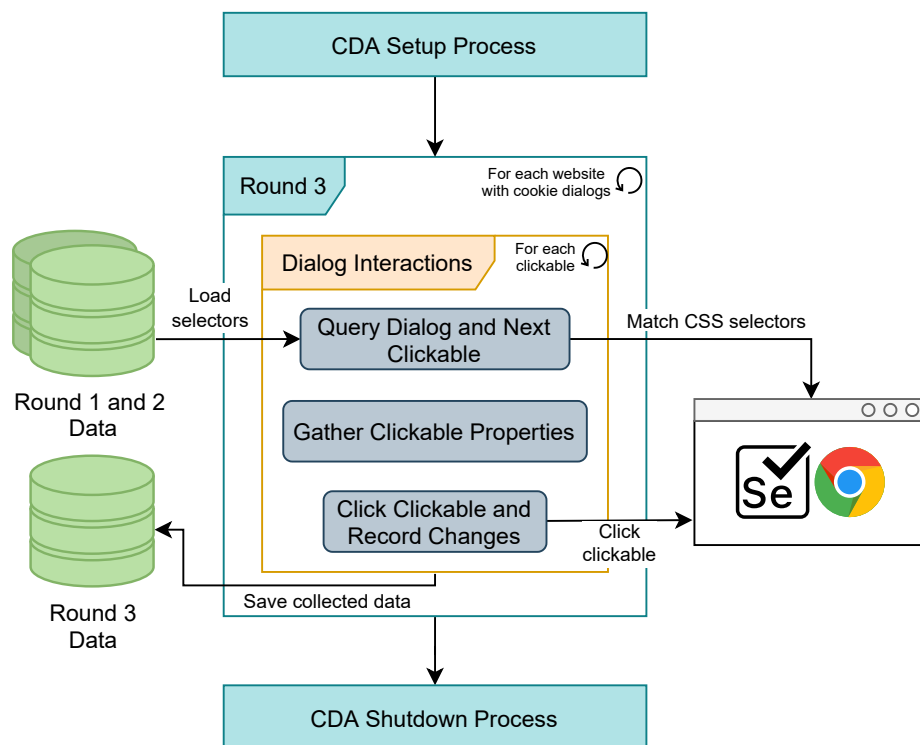 CDA Setup Process
Round 3
For each website
with cookie dialogs
Dialog Interactions
For each
clickable
Load
selectors
Query Dialog and Next
Clickable
Match CSS selectors
Round 1 and 2
Data
Gather Clickable Properties
Se
Click Clickable and
Record Changes
Click
clickable
Save collected data
Round 3
Data
CDA Shutdown Process